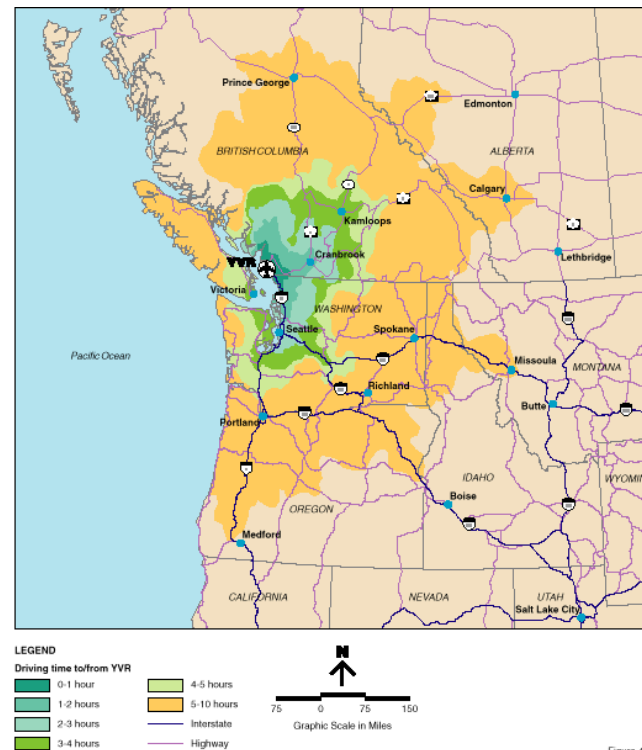 Prince George
Edmonton
BRITISH COLUMBIA
ALBERTA
Calgary
Kamloops
YVR
Cranbrook
Lethbridge
Victoria
WASHINGTON
Seattle
Spokane
Pacific Ocean
Missoula
MONTANA
Richland
Butte
Portland
IDAHO
WYOMIN
Boise
OREGON
Medford
CALIFORNIA
NEVADA
UTAH
Salt Lake City
LEGEND
Driving time to/from YVR
0-1 hour
1-2 hours
2-3 hours
3-4 hours
4-5 hours
5-10 hours
Interstate
Highway
N
75 0 75 150
Graphic Scale in Miles